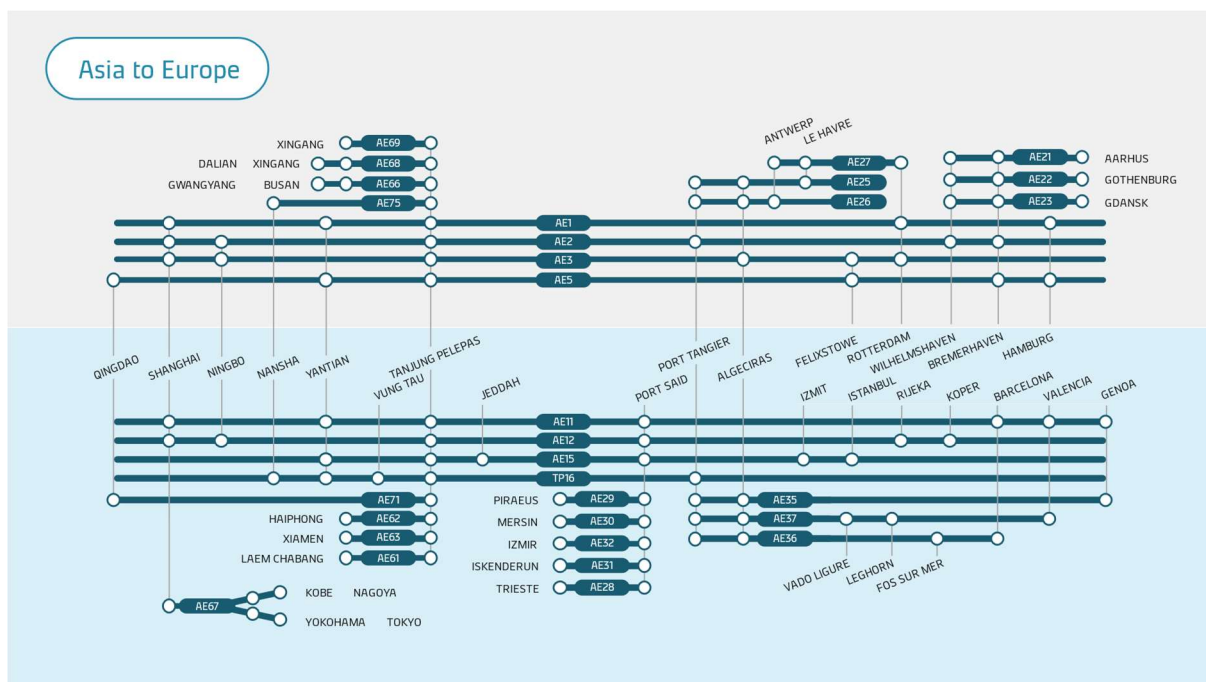 Asia to Europe
ANTWERP
LE HAVRE
XINGANG AE69
DALIAN XINGANG AE68
GWANGYANG BUSAN AE66
AE75
AE27
AE25
AE26
AE21 AARHUS
AE22 GOTHENBURG
AE23 GDANSK
AE1
AE2
AE3
AE5
QINGDAO
SHANGHAI
NINGBO
NANSHA
YANTIAN
TANJUNG PELEPAS
VUNG TAU
JEDDAH
PORT SAID
PORT TANGIER
ALGECIRAS
FELIXSTOWE
ROTTERDAM
WILHELMSHAVEN
BREMERHAVEN
HAMBURG
IZMIT
ISTANBUL
RIJEKA
KOPER
BARCELONA
VALENCIA
GENOA
AE11
AE12
AE15
TP16
AE71
HAIPHONG AE62
XIAMEN AE63
LAEM CHABANG AE61
PIRAEUS AE29
MERSIN AE30
IZMIR AE32
ISKENDERUN AE31
TRIESTE AE28
AE35
AE37
AE36
VADO LIGURE
LEGHORN
FOS SUR MER
AE67
KOBE NAGOYA
YOKOHAMA TOKYO